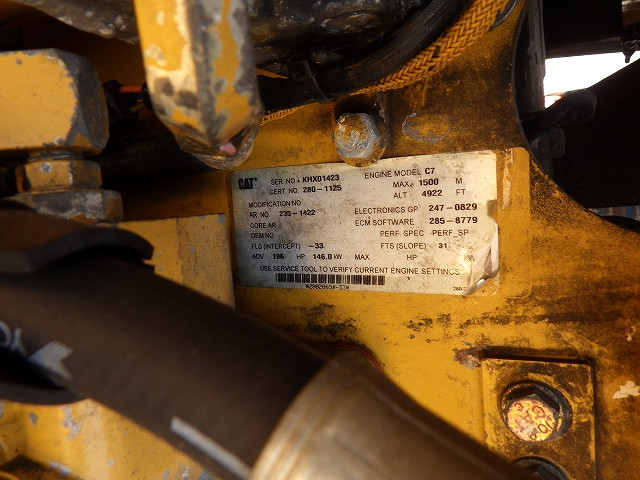 CAT SER. NO. KHX01423 ENGINE MODEL C7
CERT. NO. 280-1125 MAX. 1500 M
ALT 4922 FT
MODIFICATION NO
AR. NO. 235-1422 ELECTRONICS GP 247-0829
CORE AR ECM SOFTWARE 285-8779
OEM NO PERF SPEC PERF_SP
FLS (INTERCEPT) -33 FTS (SLOPE) 31
ADV 196 HP 146.0 kW MAX HP kW
USE SERVICE TOOL TO VERIFY CURRENT ENGINE SETTINGS